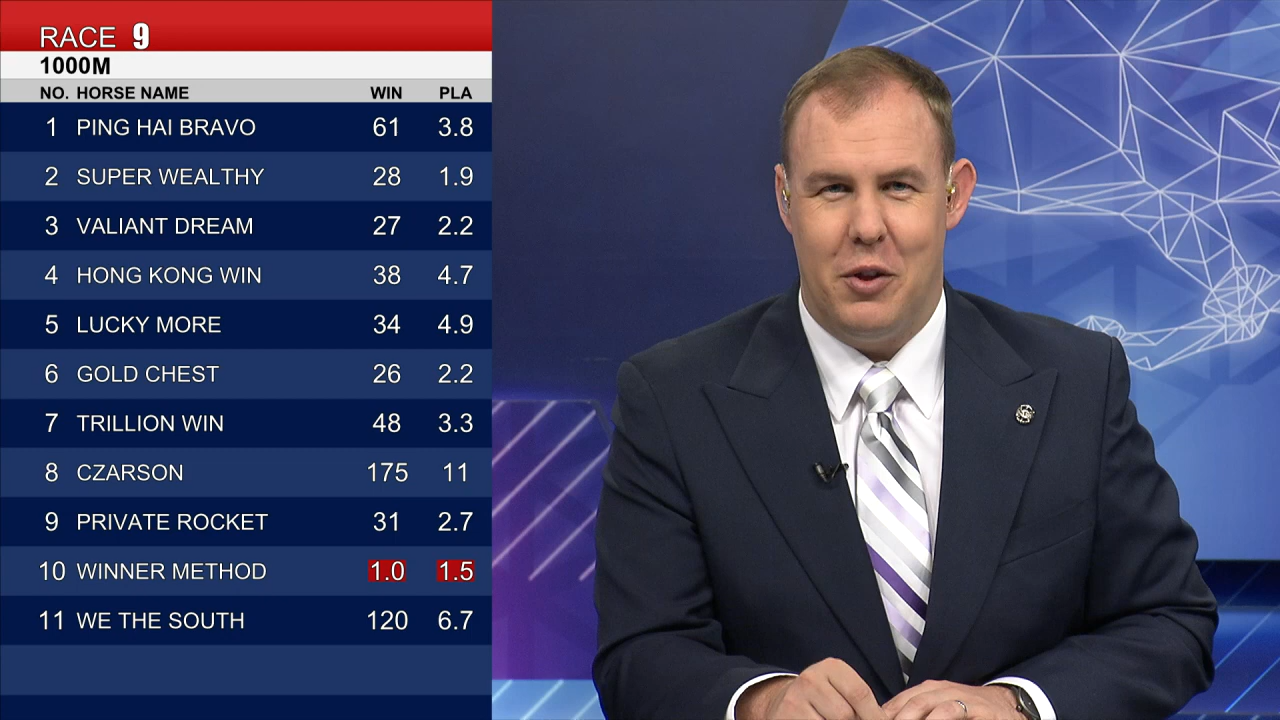 RACE 9
1000M
NO. HORSE NAME WIN PLA
1 PING HAI BRAVO 61 3.8
2 SUPER WEALTHY 28 1.9
3 VALIANT DREAM 27 2.2
4 HONG KONG WIN 38 4.7
5 LUCKY MORE 34 4.9
6 GOLD CHEST 26 2.2
7 TRILLION WIN 48 3.3
8 CZARSON 175 11
9 PRIVATE ROCKET 31 2.7
10 WINNER METHOD 1.0 1.5
11 WE THE SOUTH 120 6.7